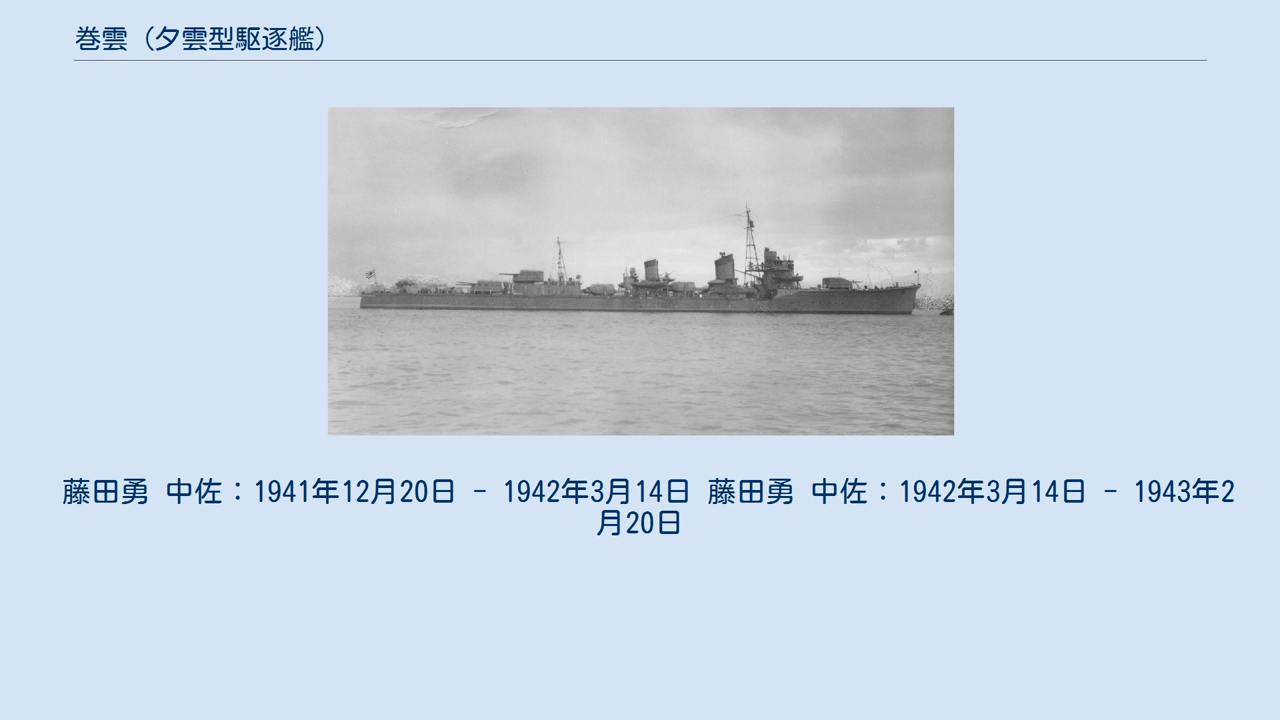 巻雲（夕雲型駆逐艦）
藤田勇 中佐：1941年12月20日 - 1942年3月14日 藤田勇 中佐：1942年3月14日 - 1943年2
月20日